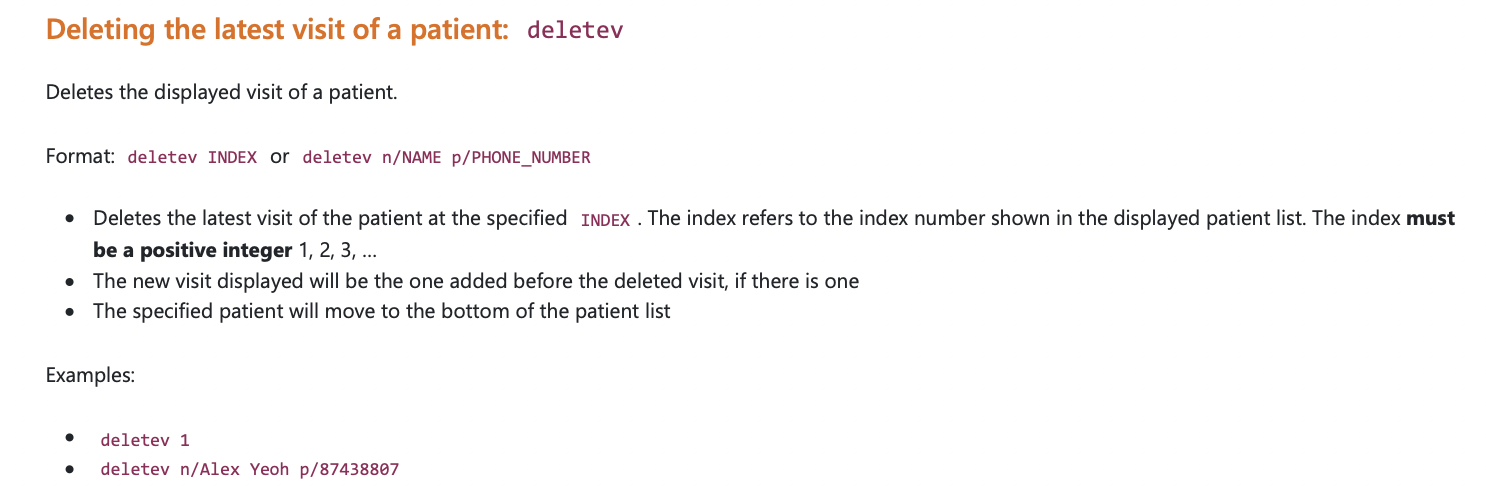 Deleting the latest visit of a patient: deletev
Deletes the displayed visit of a patient.
Format: deletev INDEX or deletev n/NAME p/PHONE_NUMBER
• Deletes the latest visit of the patient at the specified INDEX . The index refers to the index number shown in the displayed patient list. The index must
be a positive integer 1, 2, 3, …
• The new visit displayed will be the one added before the deleted visit, if there is one
• The specified patient will move to the bottom of the patient list
Examples:
• deletev 1
• deletev n/Alex Yeoh p/87438807